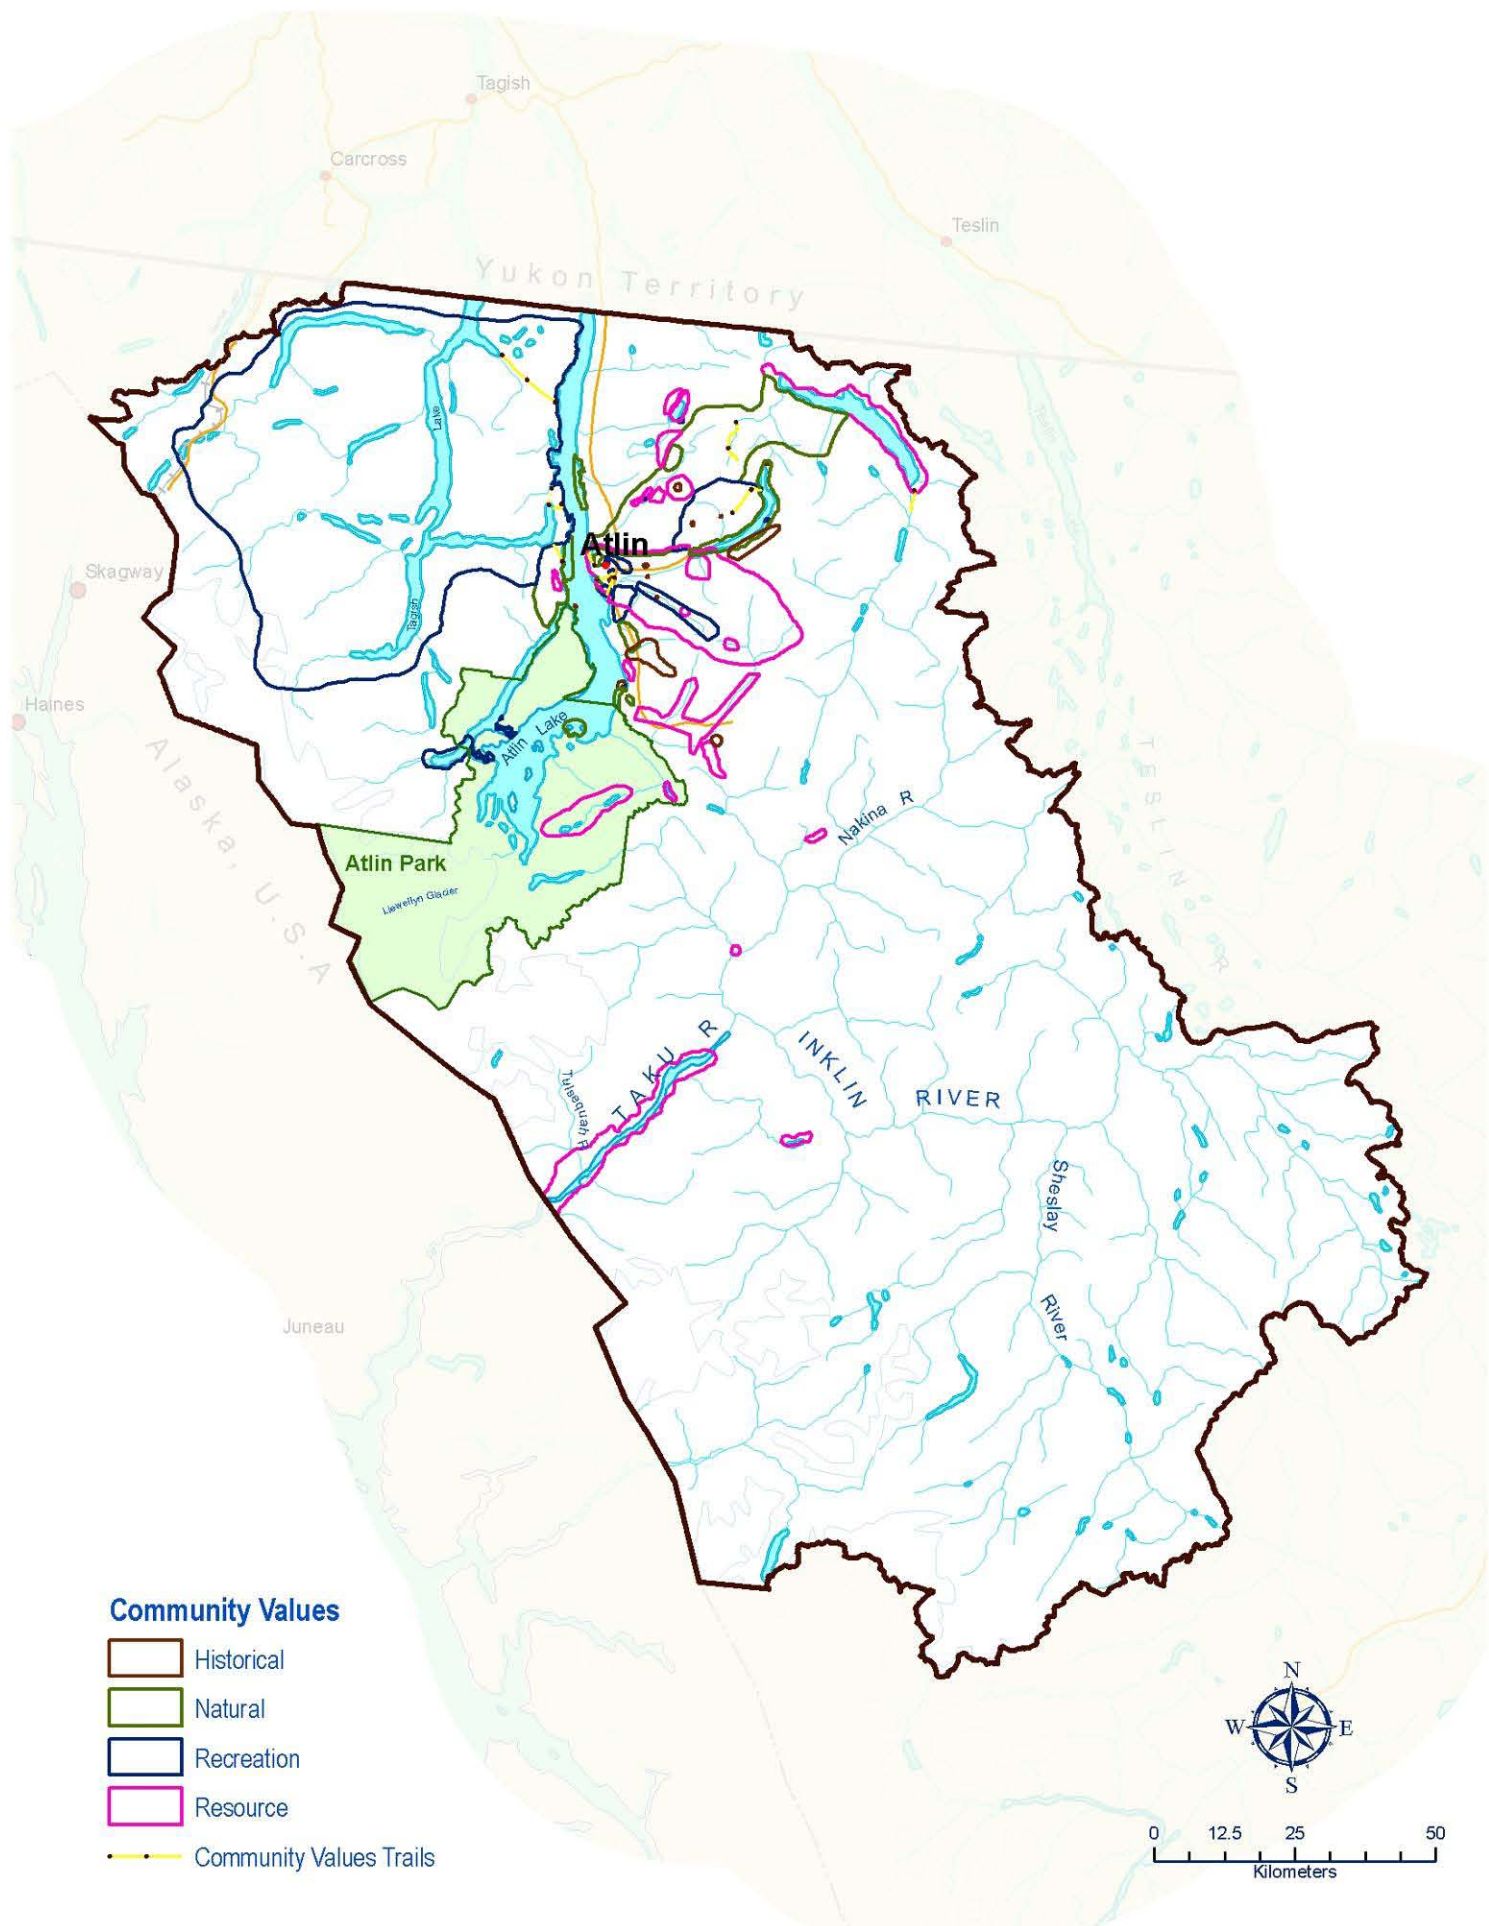 Tagish
Carcross
Teslin
Yukon Territory
Lake
Atlin
Skagway
Tagish
Haines
Atlin Lake
Alaska, U.S.A
TESLIN R
Nakina R
Atlin Park
Llewellyn Glacier
TAKU R
INKLIN
RIVER
Tulsequah R
Sheslay
River
Juneau
Community Values
Historical
Natural
Recreation
Resource
Community Values Trails
N
W E
S
0 12.5 25 50
Kilometers